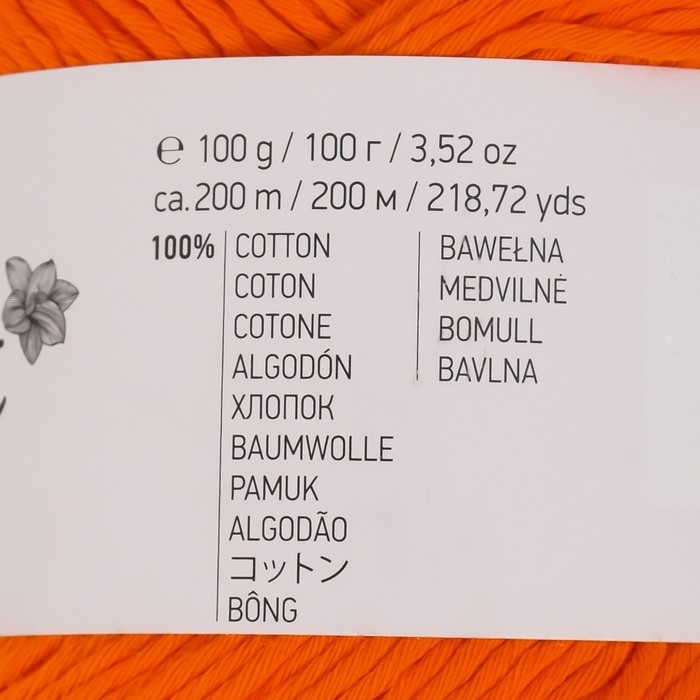 ℮ 100 g / 100 г / 3,52 oz
ca. 200 m / 200 м / 218,72 yds
100% COTTON
COTON
COTONE
ALGODÓN
ХЛОПОК
BAUMWOLLE
PAMUK
ALGODÃO
コットン
BÔNG
BAWEŁNA
MEDVILNĖ
BOMULL
BAVLNA